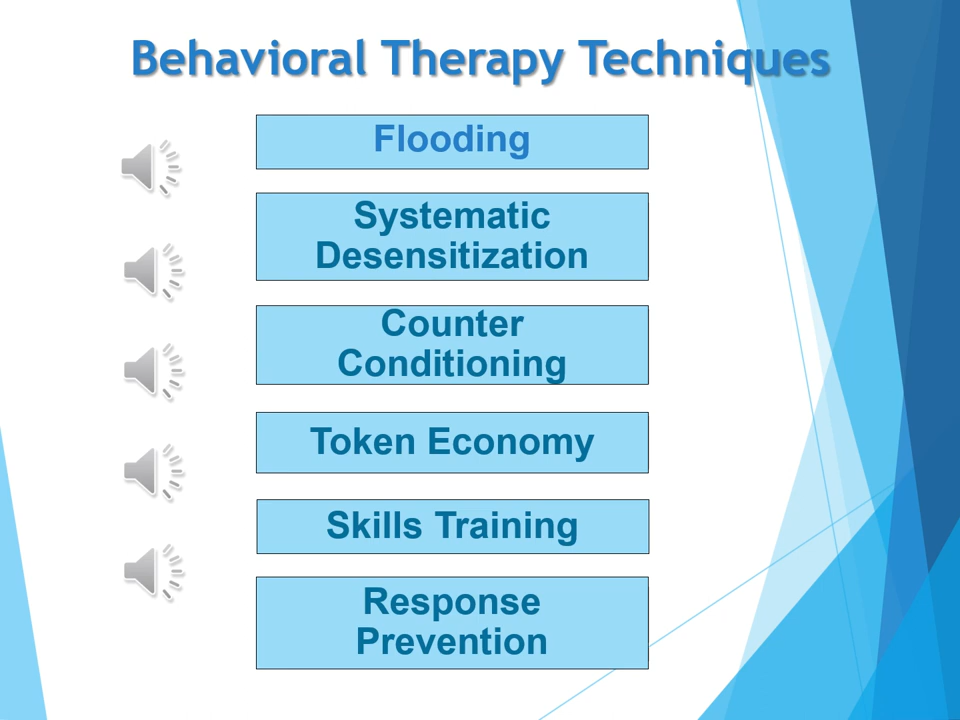 Behavioral Therapy Techniques
Flooding
Systematic
Desensitization
Counter
Conditioning
Token Economy
Skills Training
Response
Prevention